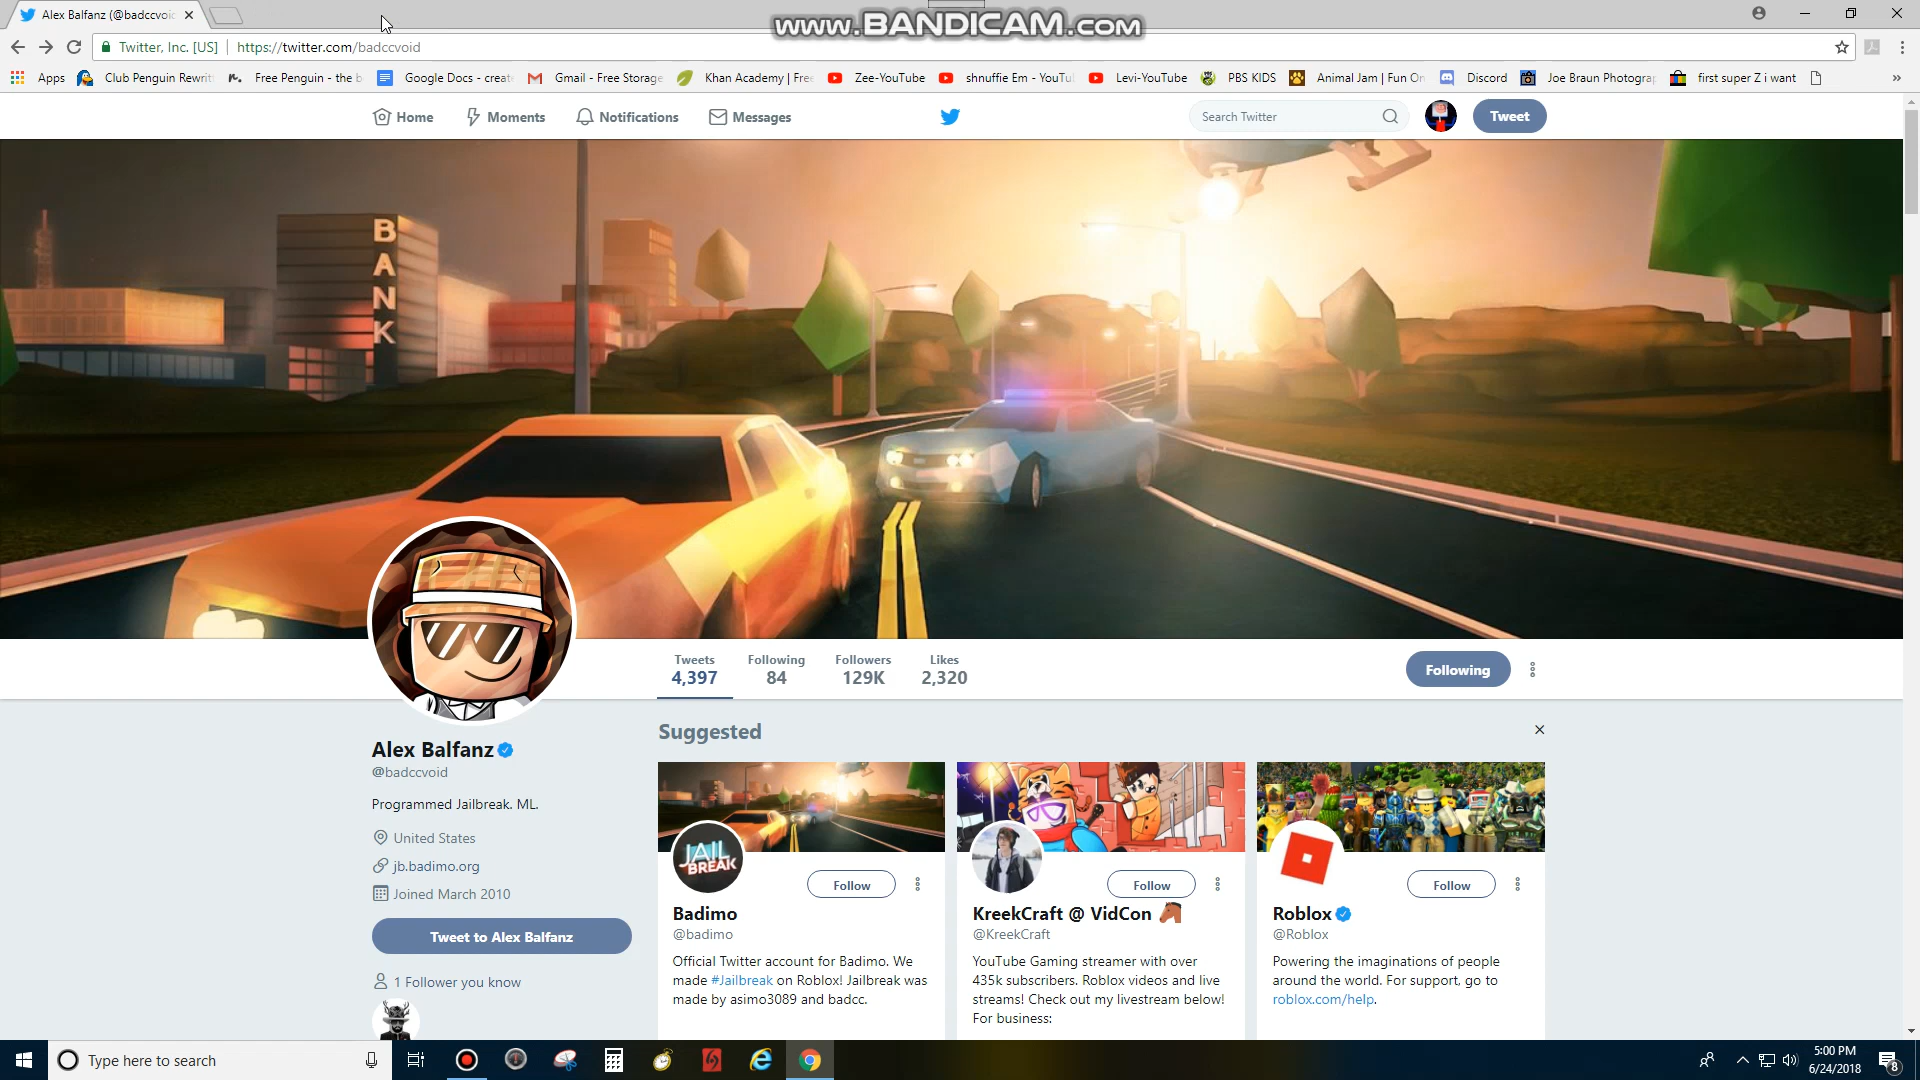 Alex Balfanz (@badccvoid
www.BANDICAM.com
Twitter, Inc. [US]
https://twitter.com/badccvoid
Apps
Club Penguin Rewrit
Free Penguin - the b
Google Docs - creat
Gmail - Free Storage
Khan Academy | Free
Zee-YouTube
shnuffie Em - YouTu
Levi-YouTube
PBS KIDS
Animal Jam | Fun On
Discord
Joe Braun Photograp
first super Z i want
»
Home
Moments
Notifications
Messages
Search Twitter
Tweet
BANK
Tweets
4,397
Following
84
Followers
129K
Likes
2,320
Following
Alex Balfanz
@badccvoid
Programmed Jailbreak. ML.
United States
jb.badimo.org
Joined March 2010
Tweet to Alex Balfanz
1 Follower you know
Suggested
JAIL
BREAK
Follow
Badimo
@badimo
Official Twitter account for Badimo. We
made #Jailbreak on Roblox! Jailbreak was
made by asimo3089 and badcc.
Follow
KreekCraft @ VidCon
@KreekCraft
YouTube Gaming streamer with over
435k subscribers. Roblox videos and live
streams! Check out my livestream below!
For business:
Follow
Roblox
@Roblox
Powering the imaginations of people
around the world. For support, go to
roblox.com/help.
Type here to search
5:00 PM
6/24/2018
8